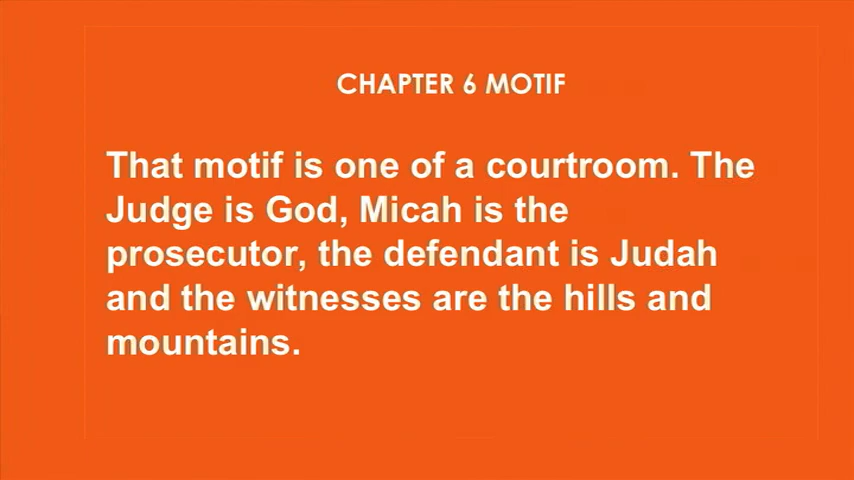 CHAPTER 6 MOTIF
That motif is one of a courtroom. The
Judge is God, Micah is the
prosecutor, the defendant is Judah
and the witnesses are the hills and
mountains.